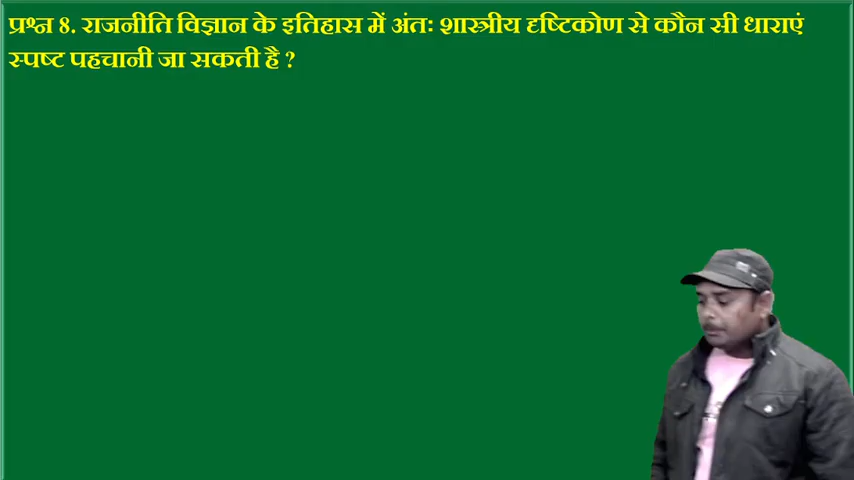 प्रश्न 8. राजनीति विज्ञान के इतिहास में अंतः शास्त्रीय दृष्टिकोण से कौन सी धाराएं
स्पष्ट पहचानी जा सकती है ?